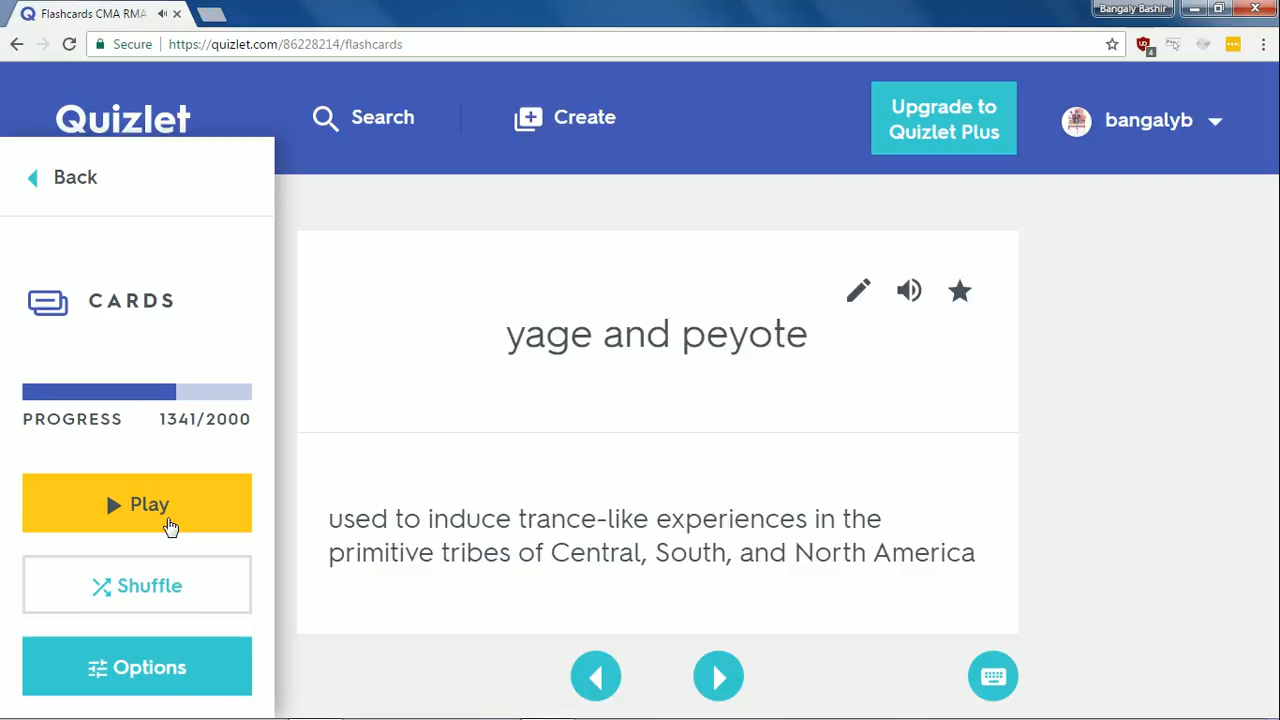 Flashcards CMA RMA
Bangaly Bashir
Secure
https://quizlet.com/86228214/flashcards
4
Quizlet
Search
Create
Upgrade to
Quizlet Plus
bangalyb
Back
CARDS
PROGRESS 1341/2000
Play
Shuffle
Options
yage and peyote
used to induce trance-like experiences in the
primitive tribes of Central, South, and North America